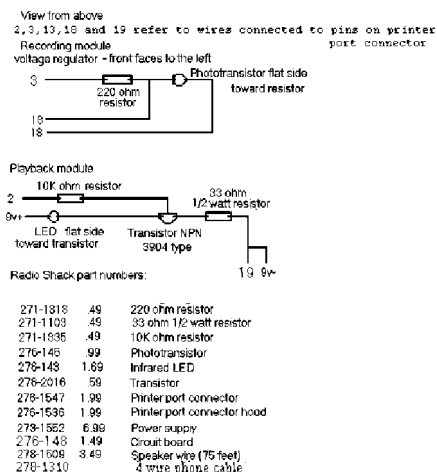 View from above
2,3,13,18 and 19 refer to wires connected to pins on printer
port connector
Recording module
voltage regulator - front faces to the left
3
Phototransistor flat side
toward resistor
220 ohm
resistor
18
Playback module
10K ohm resistor
33 ohm
1/2 watt resistor
2
9v+
LED flat side
toward transistor
Transistor NPN
3904 type
19 9v-
Radio Shack part numbers:
271-1313 .49 220 ohm resistor
271-1103 .49 33 ohm 1/2 watt resistor
271-1335 .49 10K ohm resistor
276-145 .99 Phototransistor
276-143 1.69 Infrared LED
276-2016 .59 Transistor
276-1547 1.99 Printer port connector
276-1536 1.99 Printer port connector hood
273-1552 6.99 Power supply
276-148 1.49 Circuit board
278-1509 3.49 Speaker wire (75 feet)
278-1310 4 wire phone cable